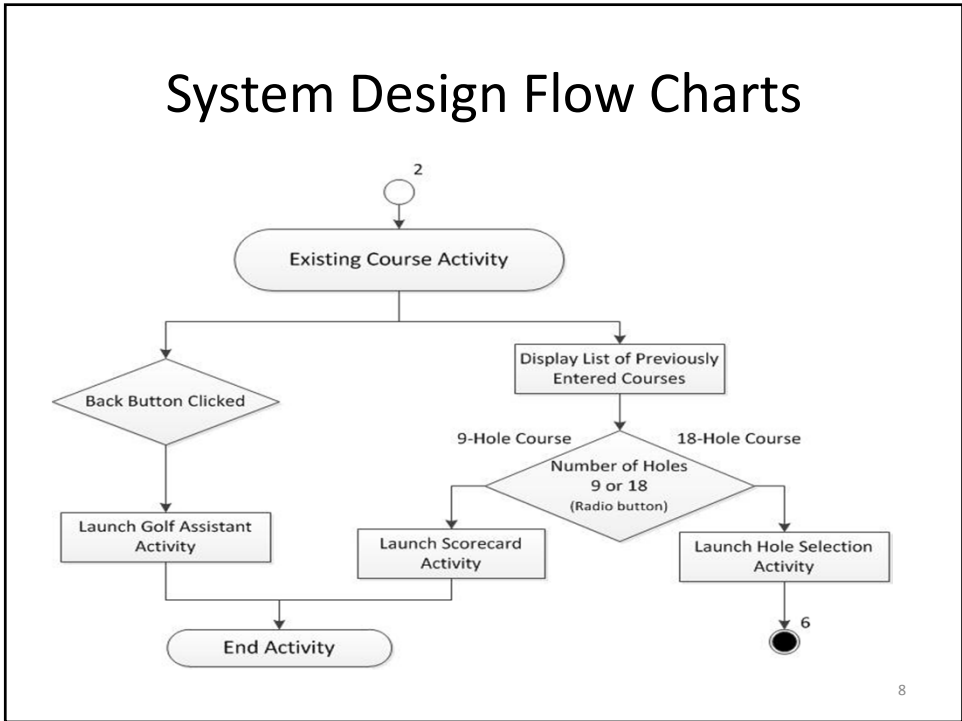 System Design Flow Charts
2
Existing Course Activity
Display List of Previously
Entered Courses
Back Button Clicked
9-Hole Course
18-Hole Course
Number of Holes
9 or 18
(Radio button)
Launch Golf Assistant
Activity
Launch Scorecard
Activity
Launch Hole Selection
Activity
End Activity
6
8